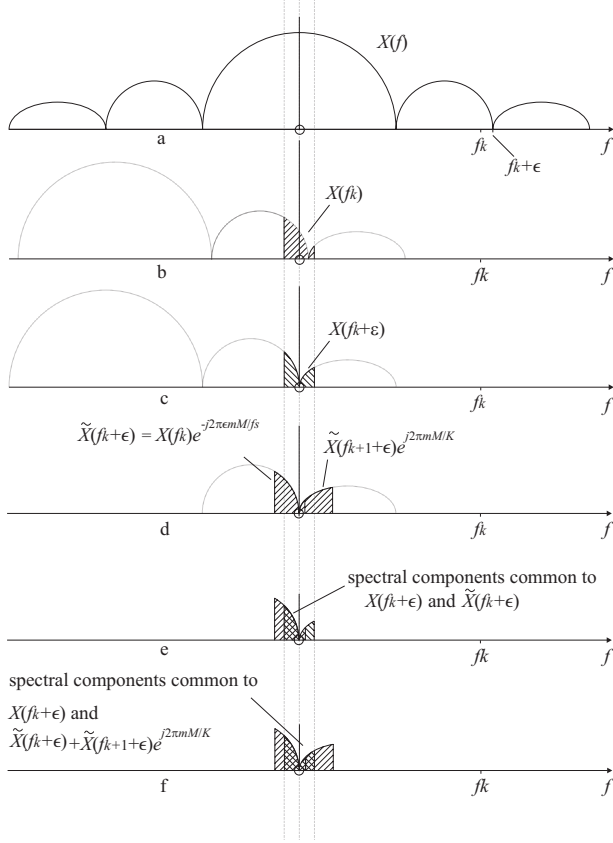 X(f)
a
fk
f
fk+ϵ
X(fk)
b
fk
f
X(fk+ε)
c
fk
f
X̃(fk+ϵ) = X(fk)e^-j2πϵmM/fs
X̃(fk+1+ϵ)e^j2πmM/K
d
fk
f
spectral components common to
X(fk+ϵ) and X̃(fk+ϵ)
e
fk
f
spectral components common to
X(fk+ϵ) and
X̃(fk+ϵ)+X̃(fk+1+ϵ)e^j2πmM/K
f
fk
f